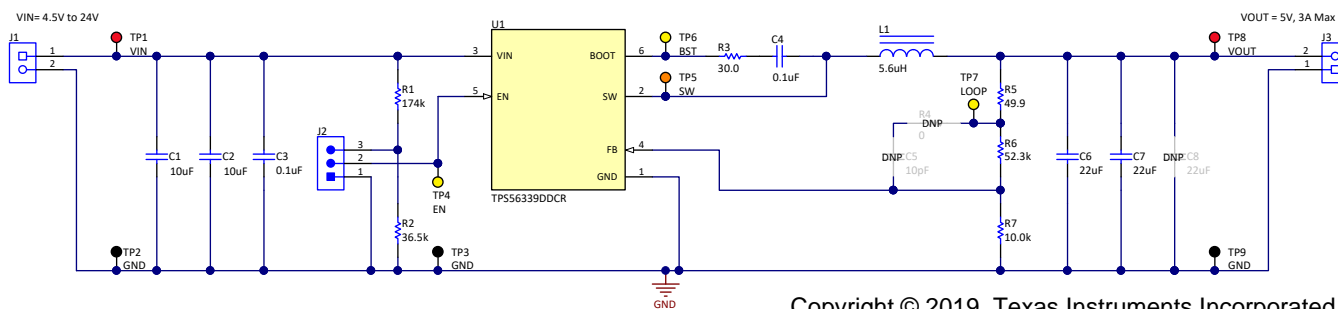 VIN= 4.5V to 24V
VOUT = 5V, 3A Max
J1
1
2
TP1
VIN
U1
3
VIN
BOOT
6
TP6
BST
R3
30.0
C4
0.1uF
L1
5.6uH
TP8
VOUT
J3
2
1
R1
174k
5
EN
SW
2
TP5
SW
TP7
LOOP
R5
49.9
R4
0
DNP
J2
3
2
1
C1
10uF
C2
10uF
C3
0.1uF
TP4
EN
FB
4
GND
1
TPS56339DDCR
DNP
C5
10pF
R6
52.3k
C6
22uF
C7
22uF
DNP
C8
22uF
R2
36.5k
R7
10.0k
TP2
GND
TP3
GND
TP9
GND
GND
Copyright © 2019, Texas Instruments Incorporated